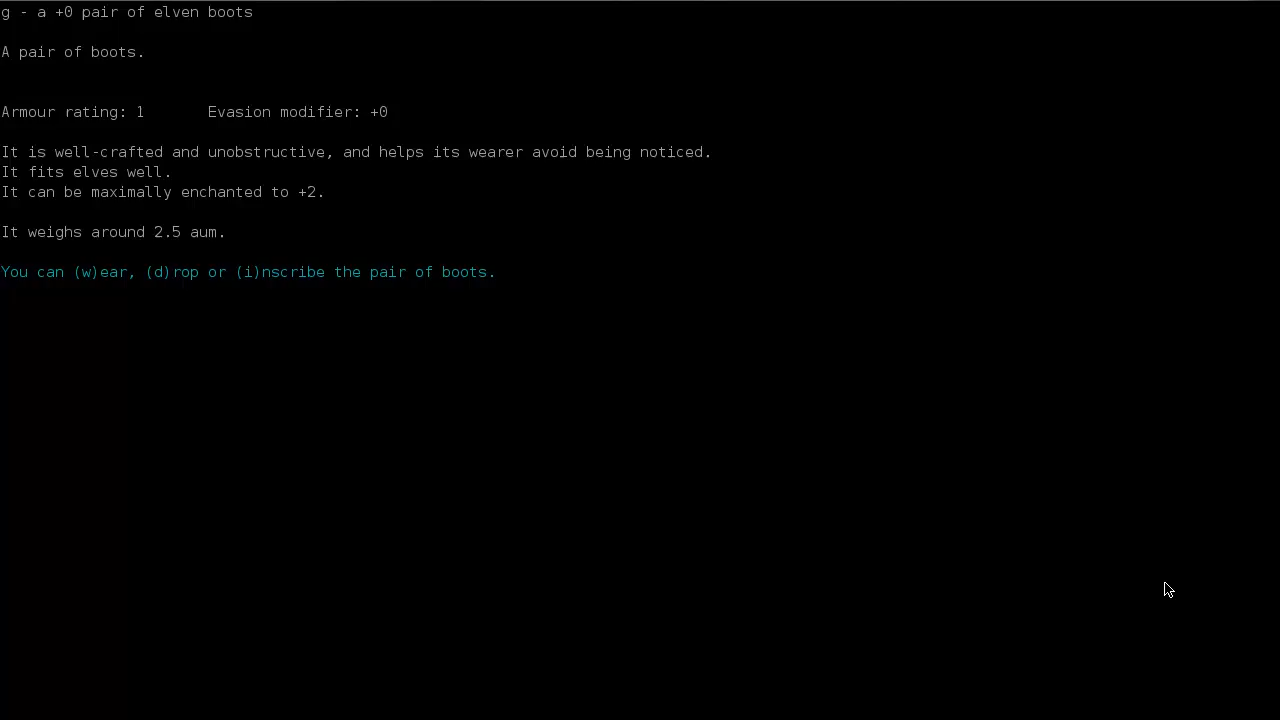 g - a +0 pair of elven boots
A pair of boots.
Armour rating: 1       Evasion modifier: +0
It is well-crafted and unobstructive, and helps its wearer avoid being noticed.
It fits elves well.
It can be maximally enchanted to +2.
It weighs around 2.5 aum.
You can (w)ear, (d)rop or (i)nscribe the pair of boots.